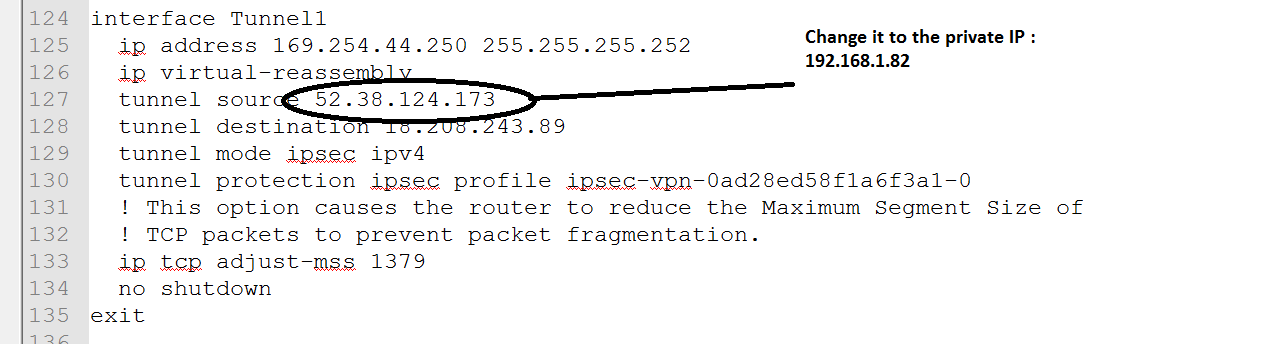 124 interface Tunnel1
125 ip address 169.254.44.250 255.255.255.252
126 ip virtual-reassembly
127 tunnel source 52.38.124.173
128 tunnel destination 18.208.243.89
129 tunnel mode ipsec ipv4
130 tunnel protection ipsec profile ipsec-vpn-0ad28ed58f1a6f3a1-0
131 ! This option causes the router to reduce the Maximum Segment Size of
132 ! TCP packets to prevent packet fragmentation.
133 ip tcp adjust-mss 1379
134 no shutdown
135 exit
136
Change it to the private IP :
192.168.1.82